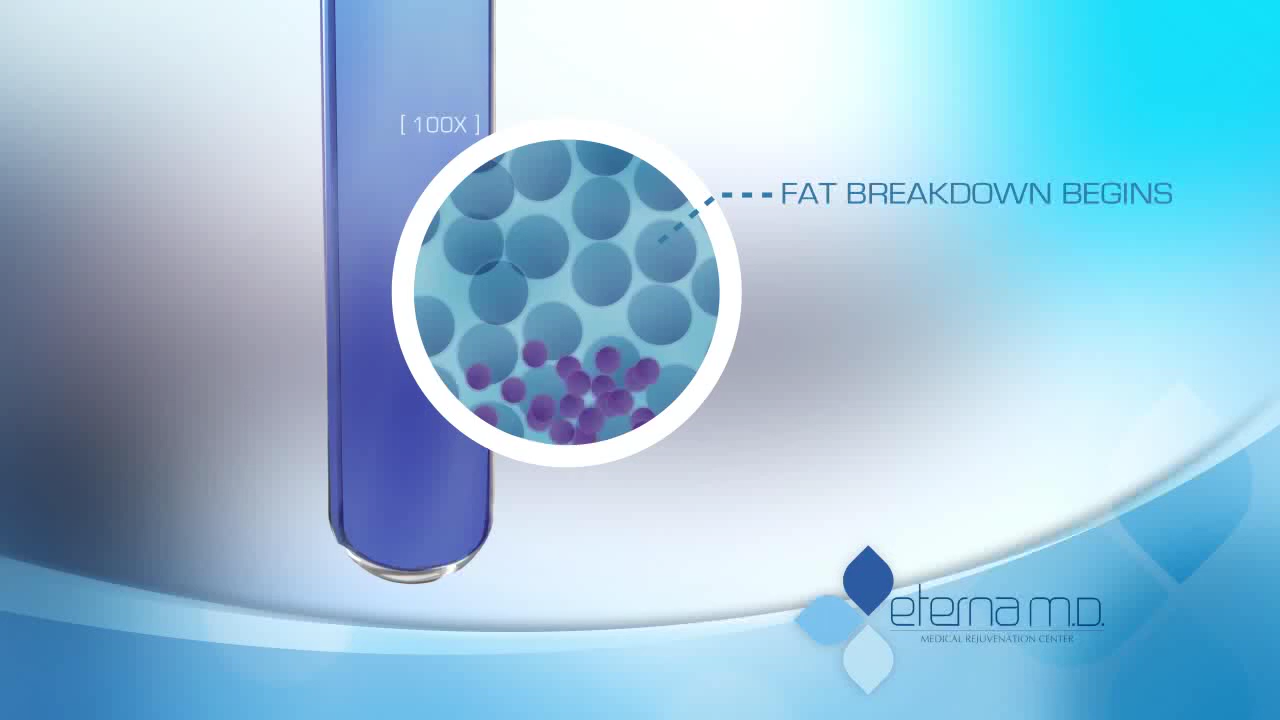 [ 100X ]
FAT BREAKDOWN BEGINS
eterna M.D.
MEDICAL REJUVENATION CENTER